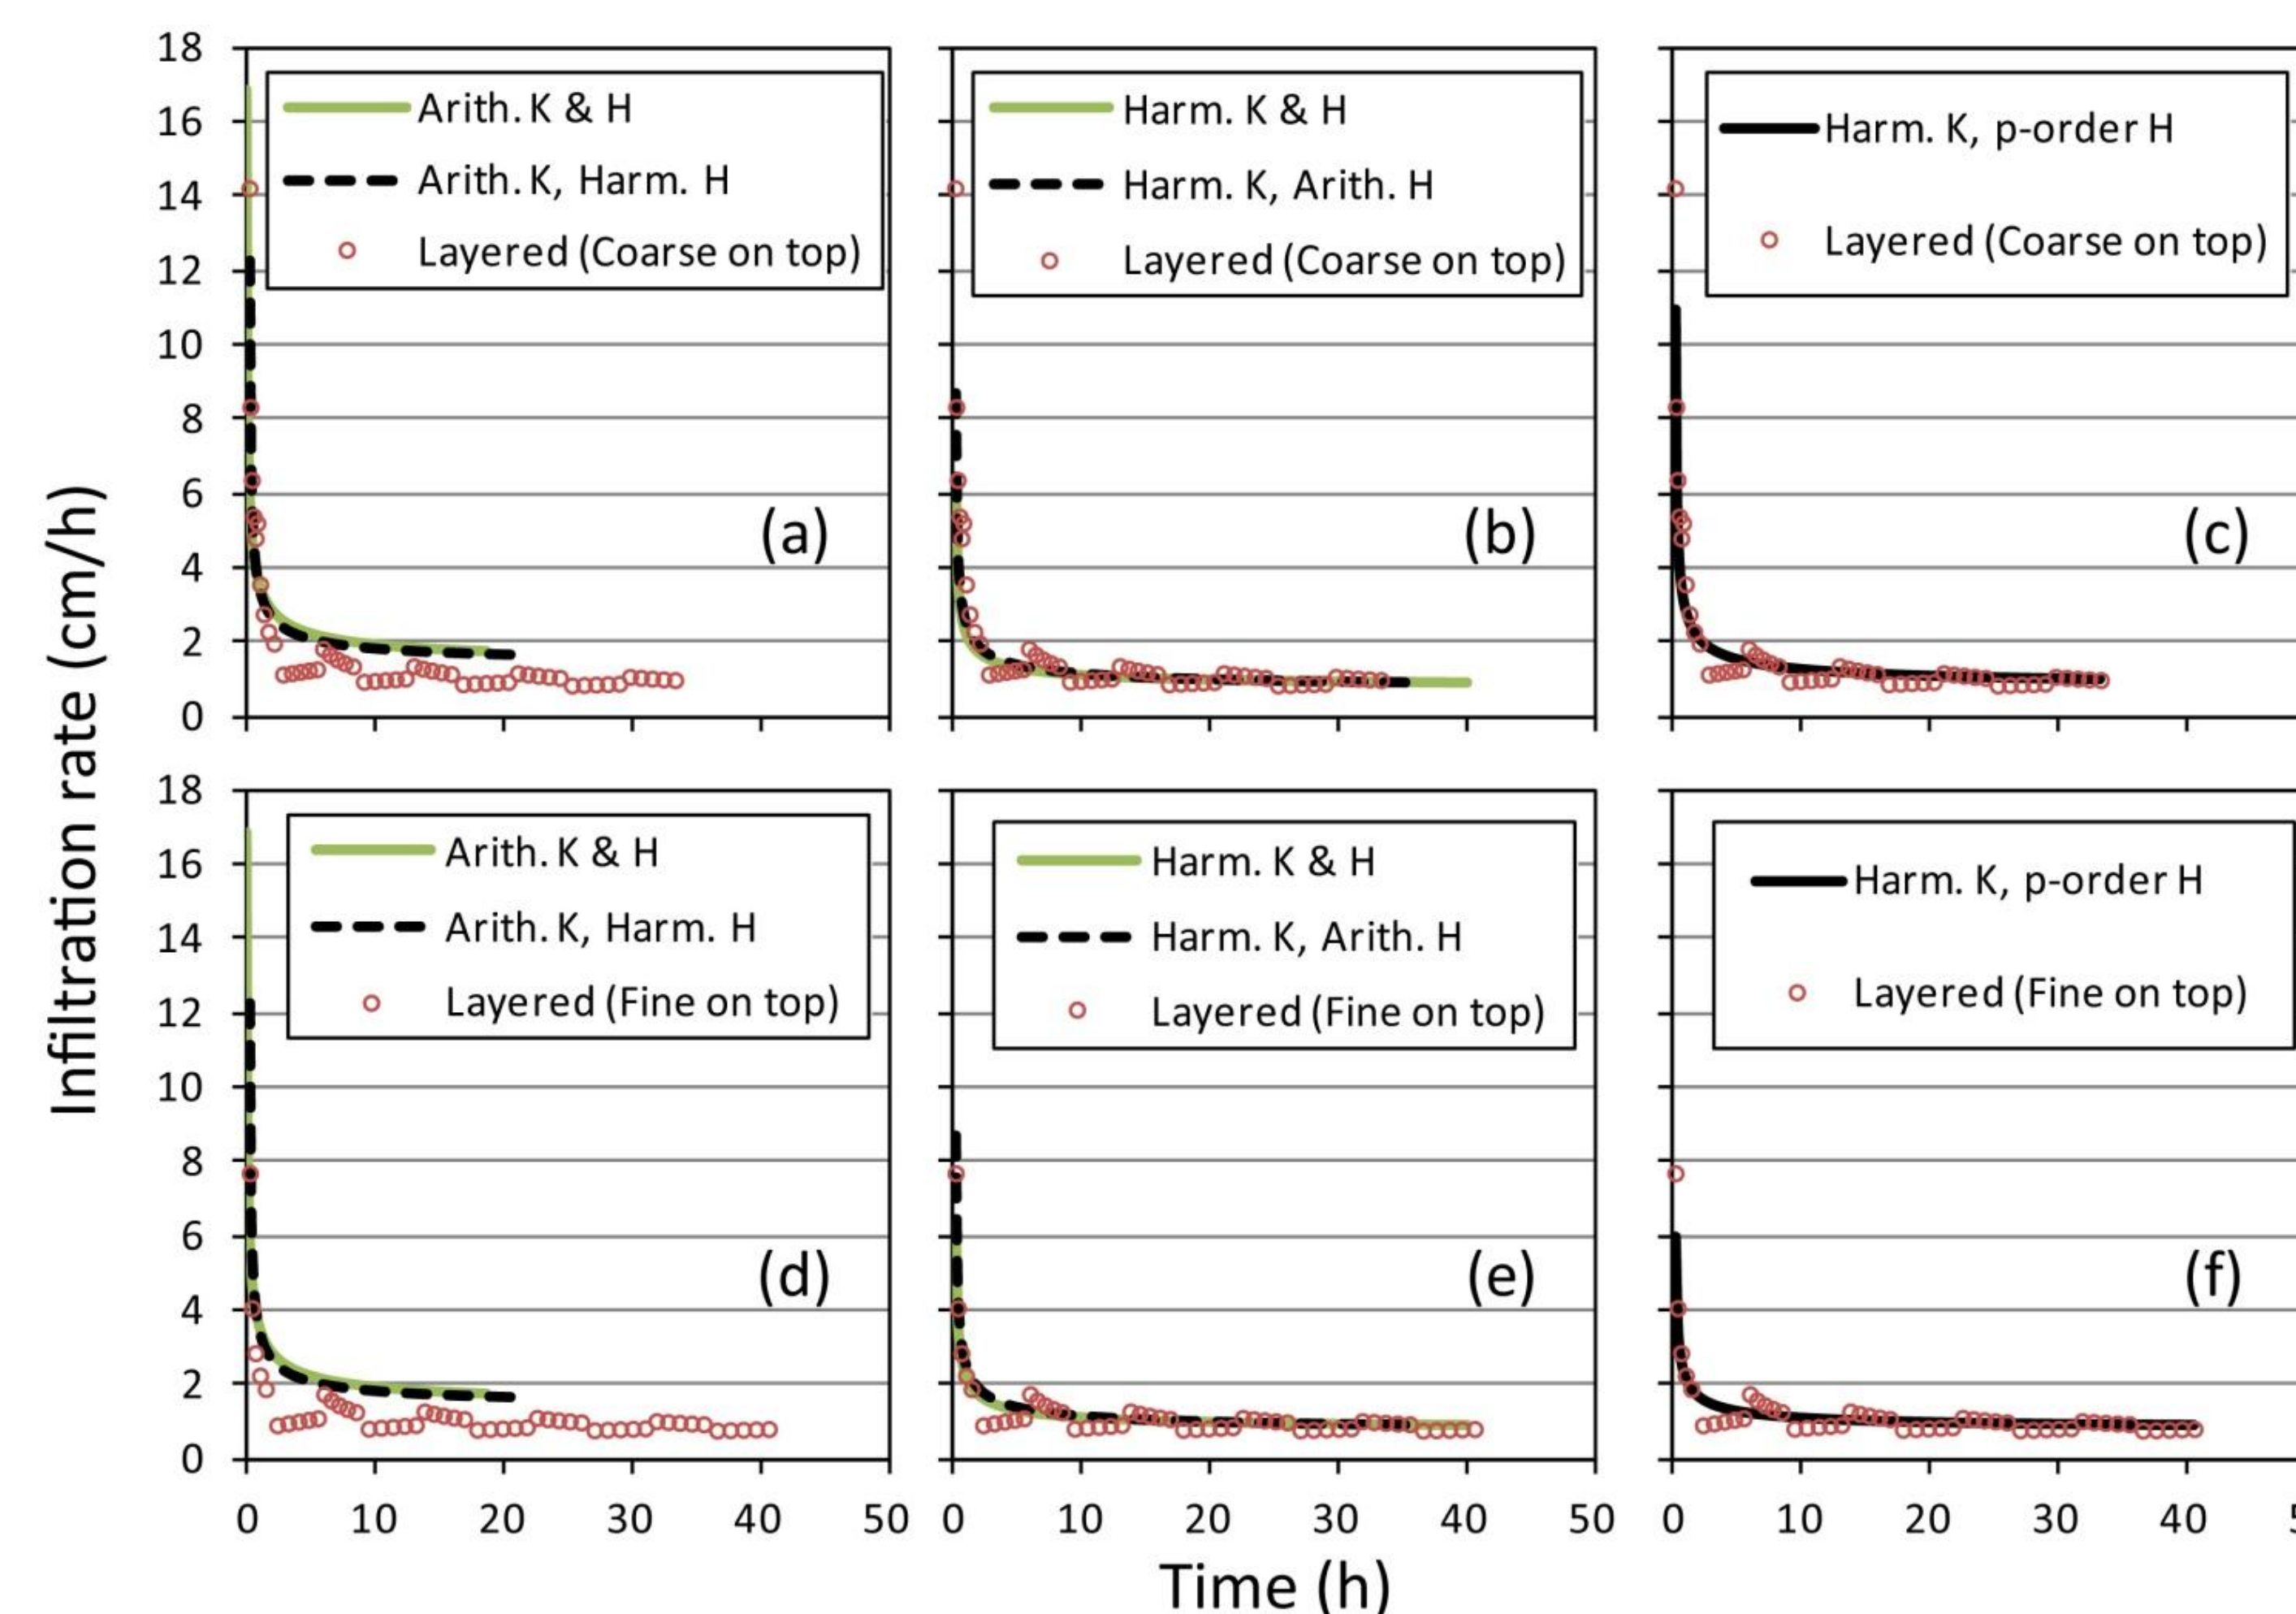 Infiltration rate (cm/h)
18
16
14
12
10
8
6
4
2
0
Arith. K & H
Arith. K, Harm. H
Layered (Coarse on top)
(a)
Harm. K & H
Harm. K, Arith. H
Layered (Coarse on top)
(b)
Harm. K, p-order H
Layered (Coarse on top)
(c)
18
16
14
12
10
8
6
4
2
0
Arith. K & H
Arith. K, Harm. H
Layered (Fine on top)
(d)
Harm. K & H
Harm. K, Arith. H
Layered (Fine on top)
(e)
Harm. K, p-order H
Layered (Fine on top)
(f)
0 10 20 30 40 50
0 10 20 30 40 50
0 10 20 30 40
Time (h)